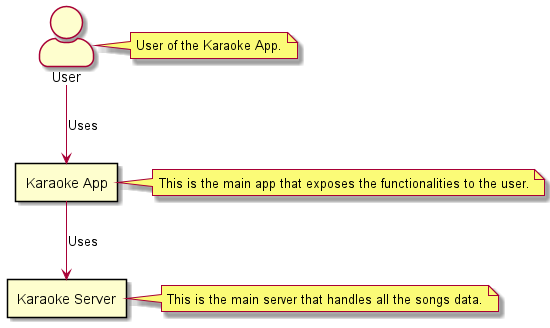 User of the Karaoke App.
User
Uses
Karaoke App
This is the main app that exposes the functionalities to the user.
Uses
Karaoke Server
This is the main server that handles all the songs data.